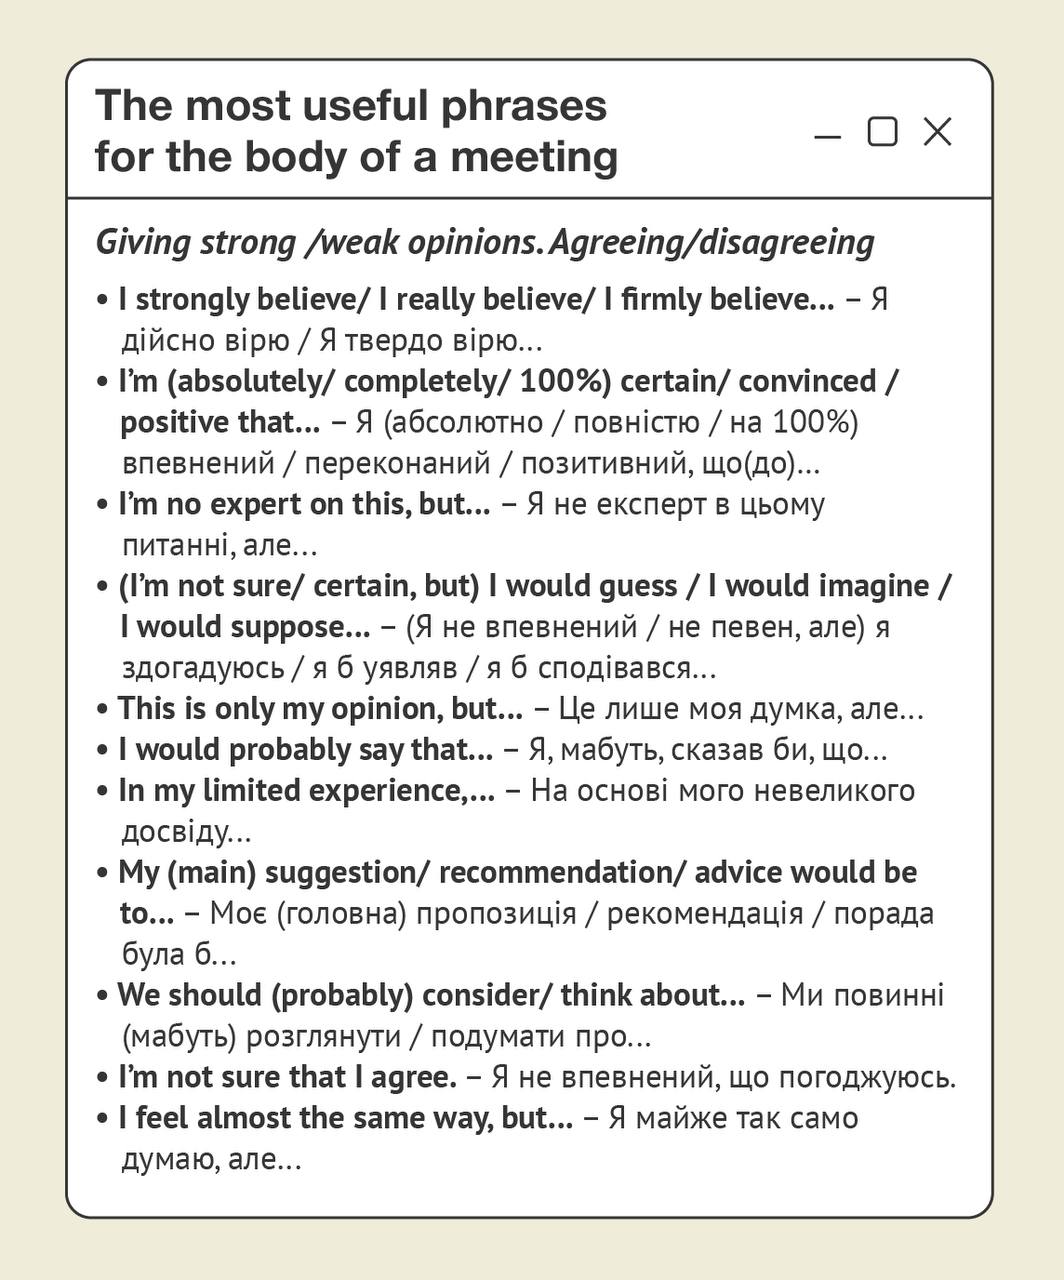 The most useful phrases
for the body of a meeting
Giving strong /weak opinions. Agreeing/disagreeing
• I strongly believe/ I really believe/ I firmly believe... – Я
дійсно вірю / Я твердо вірю...
• I’m (absolutely/ completely/ 100%) certain/ convinced /
positive that... – Я (абсолютно / повністю / на 100%)
впевнений / переконаний / позитивний, що(до)...
• I’m no expert on this, but... – Я не експерт в цьому
питанні, але...
• (I’m not sure/ certain, but) I would guess / I would imagine /
I would suppose... – (Я не впевнений / не певен, але) я
здогадуюсь / я б уявляв / я б сподівався...
• This is only my opinion, but... – Це лише моя думка, але...
• I would probably say that... – Я, мабуть, сказав би, що...
• In my limited experience,... – На основі мого невеликого
досвіду...
• My (main) suggestion/ recommendation/ advice would be
to... – Моє (головна) пропозиція / рекомендація / порада
була б...
• We should (probably) consider/ think about... – Ми повинні
(мабуть) розглянути / подумати про...
• I’m not sure that I agree. – Я не впевнений, що погоджуюсь.
• I feel almost the same way, but... – Я майже так само
думаю, але...